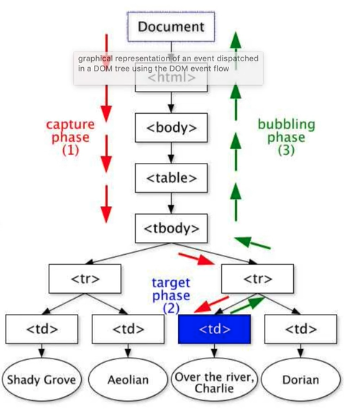 Document
graphical representation of an event dispatched
in a DOM tree using the DOM event flow
<html>
capture
phase
(1)
<body>
bubbling
phase
(3)
<table>
<tbody>
<tr>
target
phase
(2)
<tr>
<td>
<td>
<td>
<td>
Shady Grove
Aeolian
Over the river,
Charlie
Dorian